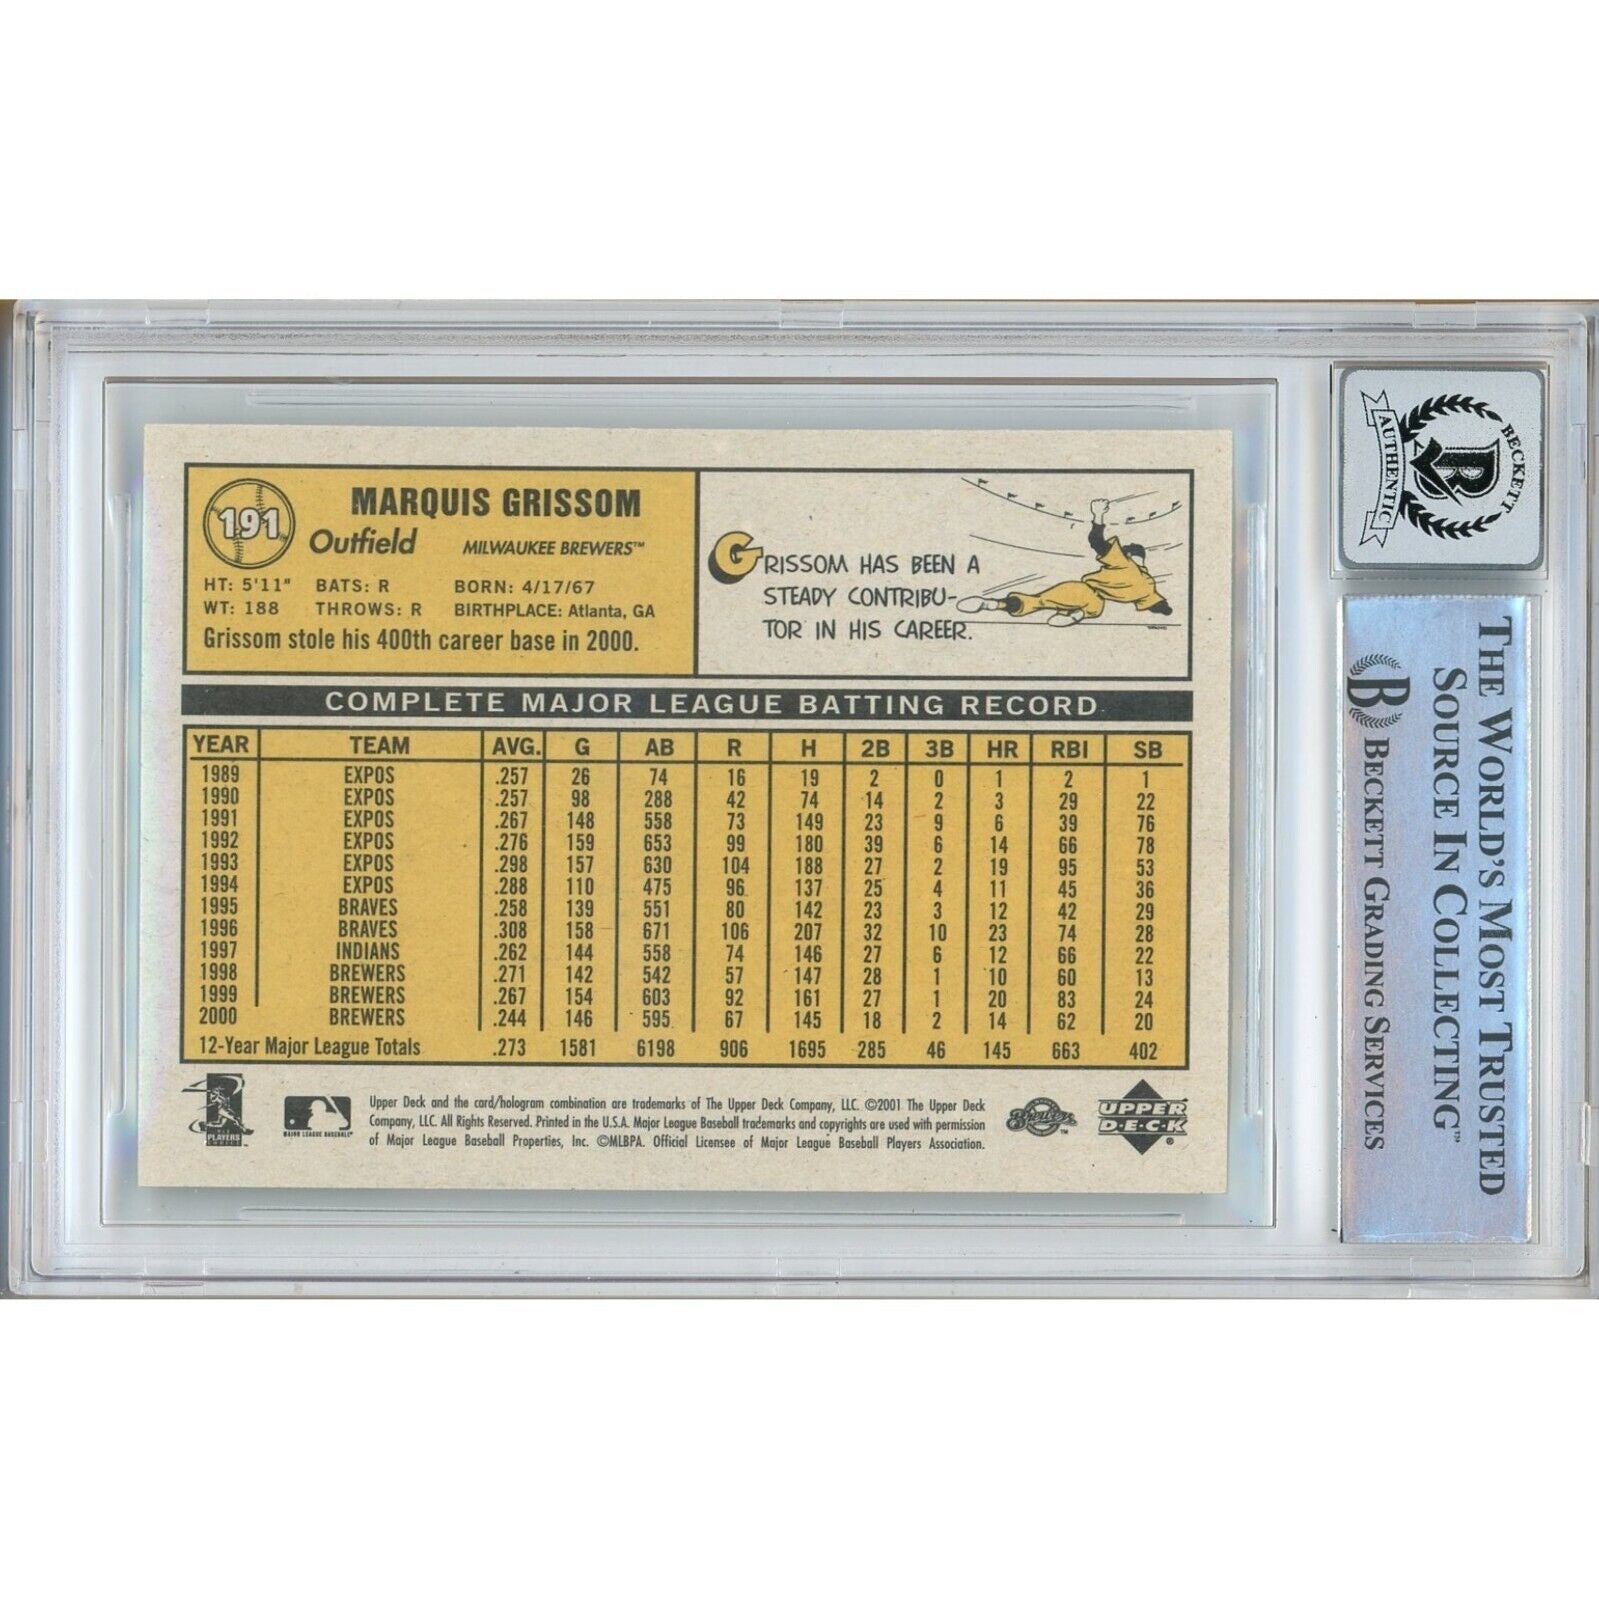 191
MARQUIS GRISSOM
Outfield MILWAUKEE BREWERS™
HT: 5'11" BATS: R BORN: 4/17/67
WT: 188 THROWS: R BIRTHPLACE: Atlanta, GA
Grissom stole his 400th career base in 2000.
GRISSOM HAS BEEN A
STEADY CONTRIBU-
TOR IN HIS CAREER.
COMPLETE MAJOR LEAGUE BATTING RECORD
YEAR TEAM AVG. G AB R H 2B 3B HR RBI SB
1989 EXPOS .257 26 74 16 19 2 0 1 2 1
1990 EXPOS .257 98 288 42 74 14 2 3 29 22
1991 EXPOS .267 148 558 73 149 23 9 6 39 76
1992 EXPOS .276 159 653 99 180 39 6 14 66 78
1993 EXPOS .298 157 630 104 188 27 2 19 95 53
1994 EXPOS .288 110 475 96 137 25 4 11 45 36
1995 BRAVES .258 139 551 80 142 23 3 12 42 29
1996 BRAVES .308 158 671 106 207 32 10 23 74 28
1997 INDIANS .262 144 558 74 146 27 6 12 66 22
1998 BREWERS .271 142 542 57 147 28 1 10 60 13
1999 BREWERS .267 154 603 92 161 27 1 20 83 24
2000 BREWERS .244 146 595 67 145 18 2 14 62 20
12-Year Major League Totals .273 1581 6198 906 1695 285 46 145 663 402
PLAYERS
MAJOR LEAGUE BASEBALL
Upper Deck and the card/hologram combination are trademarks of The Upper Deck Company, LLC. ©2001 The Upper Deck
Company, LLC. All Rights Reserved. Printed in the U.S.A. Major League Baseball trademarks and copyrights are used with permission
of Major League Baseball Properties, Inc. ©MLBPA. Official Licensee of Major League Baseball Players Association.
Brewers™
UPPER
DECK
BECKETT
AUTHENTIC
THE WORLD'S MOST TRUSTED
SOURCE IN COLLECTING™
BECKETT GRADING SERVICES